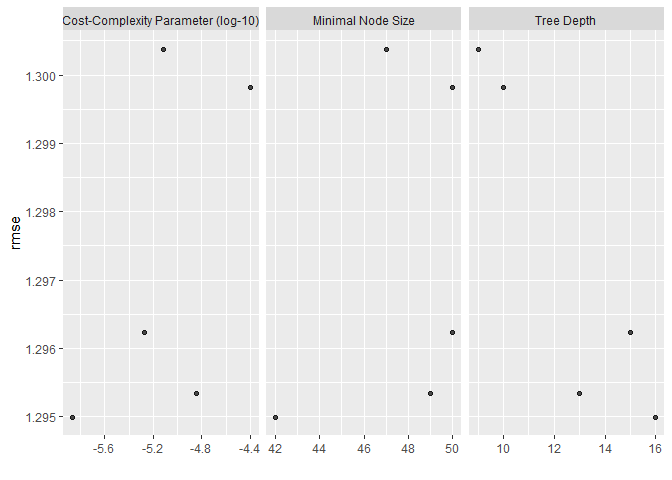 Cost-Complexity Parameter (log-10) Minimal Node Size Tree Depth
rmse
1.300
1.299
1.298
1.297
1.296
1.295
-5.6 -5.2 -4.8 -4.4 42 44 46 48 50 10 12 14 16